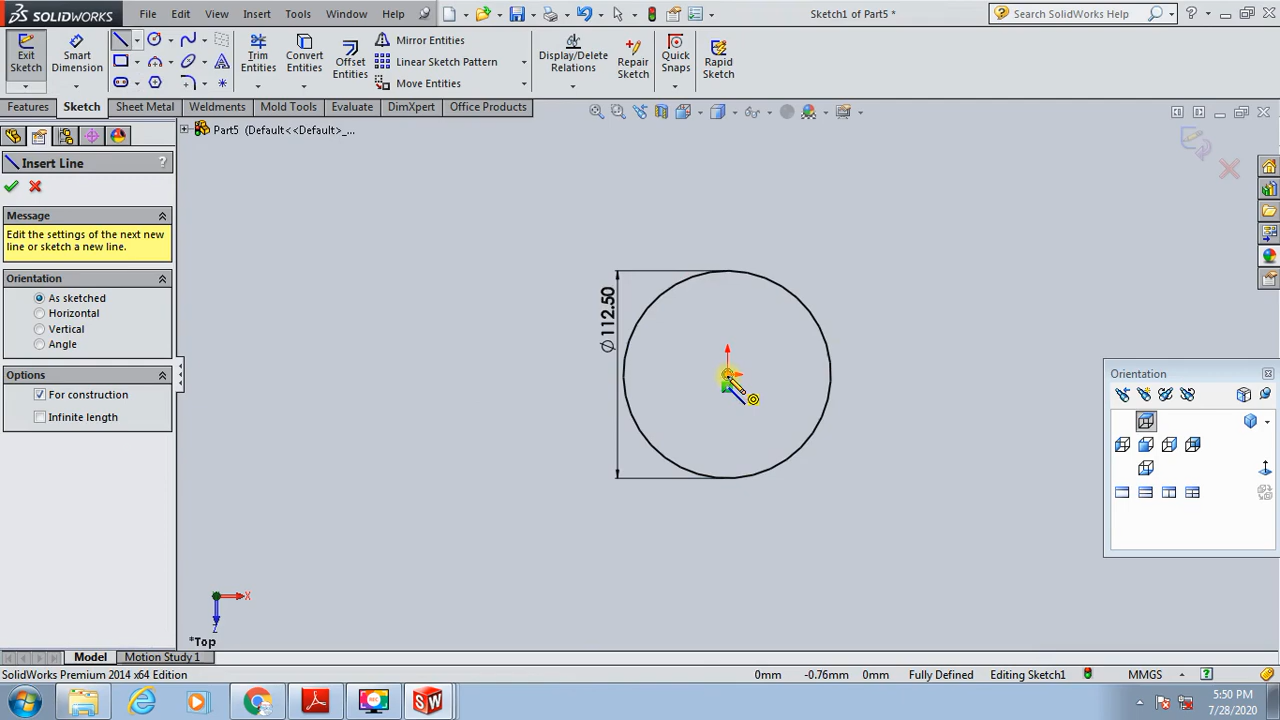 SOLIDWORKS File Edit View Insert Tools Window Help Sketch1 of Part5 * Search SolidWorks Help
Exit Sketch
Smart Dimension
Trim Entities
Convert Entities
Offset Entities
Mirror Entities
Linear Sketch Pattern
Move Entities
Display/Delete Relations
Repair Sketch
Quick Snaps
Rapid Sketch
Features Sketch Sheet Metal Weldments Mold Tools Evaluate DimXpert Office Products
Part5 (Default<<Default>_...
Insert Line ?
Message
Edit the settings of the next new
line or sketch a new line.
Orientation
As sketched
Horizontal
Vertical
Angle
Options
For construction
Infinite length
∅112.50
Orientation
X
Z
*Top
Model Motion Study 1
SolidWorks Premium 2014 x64 Edition 0mm -0.76mm 0mm Fully Defined Editing Sketch1 MMGS ?
5:50 PM
7/28/2020